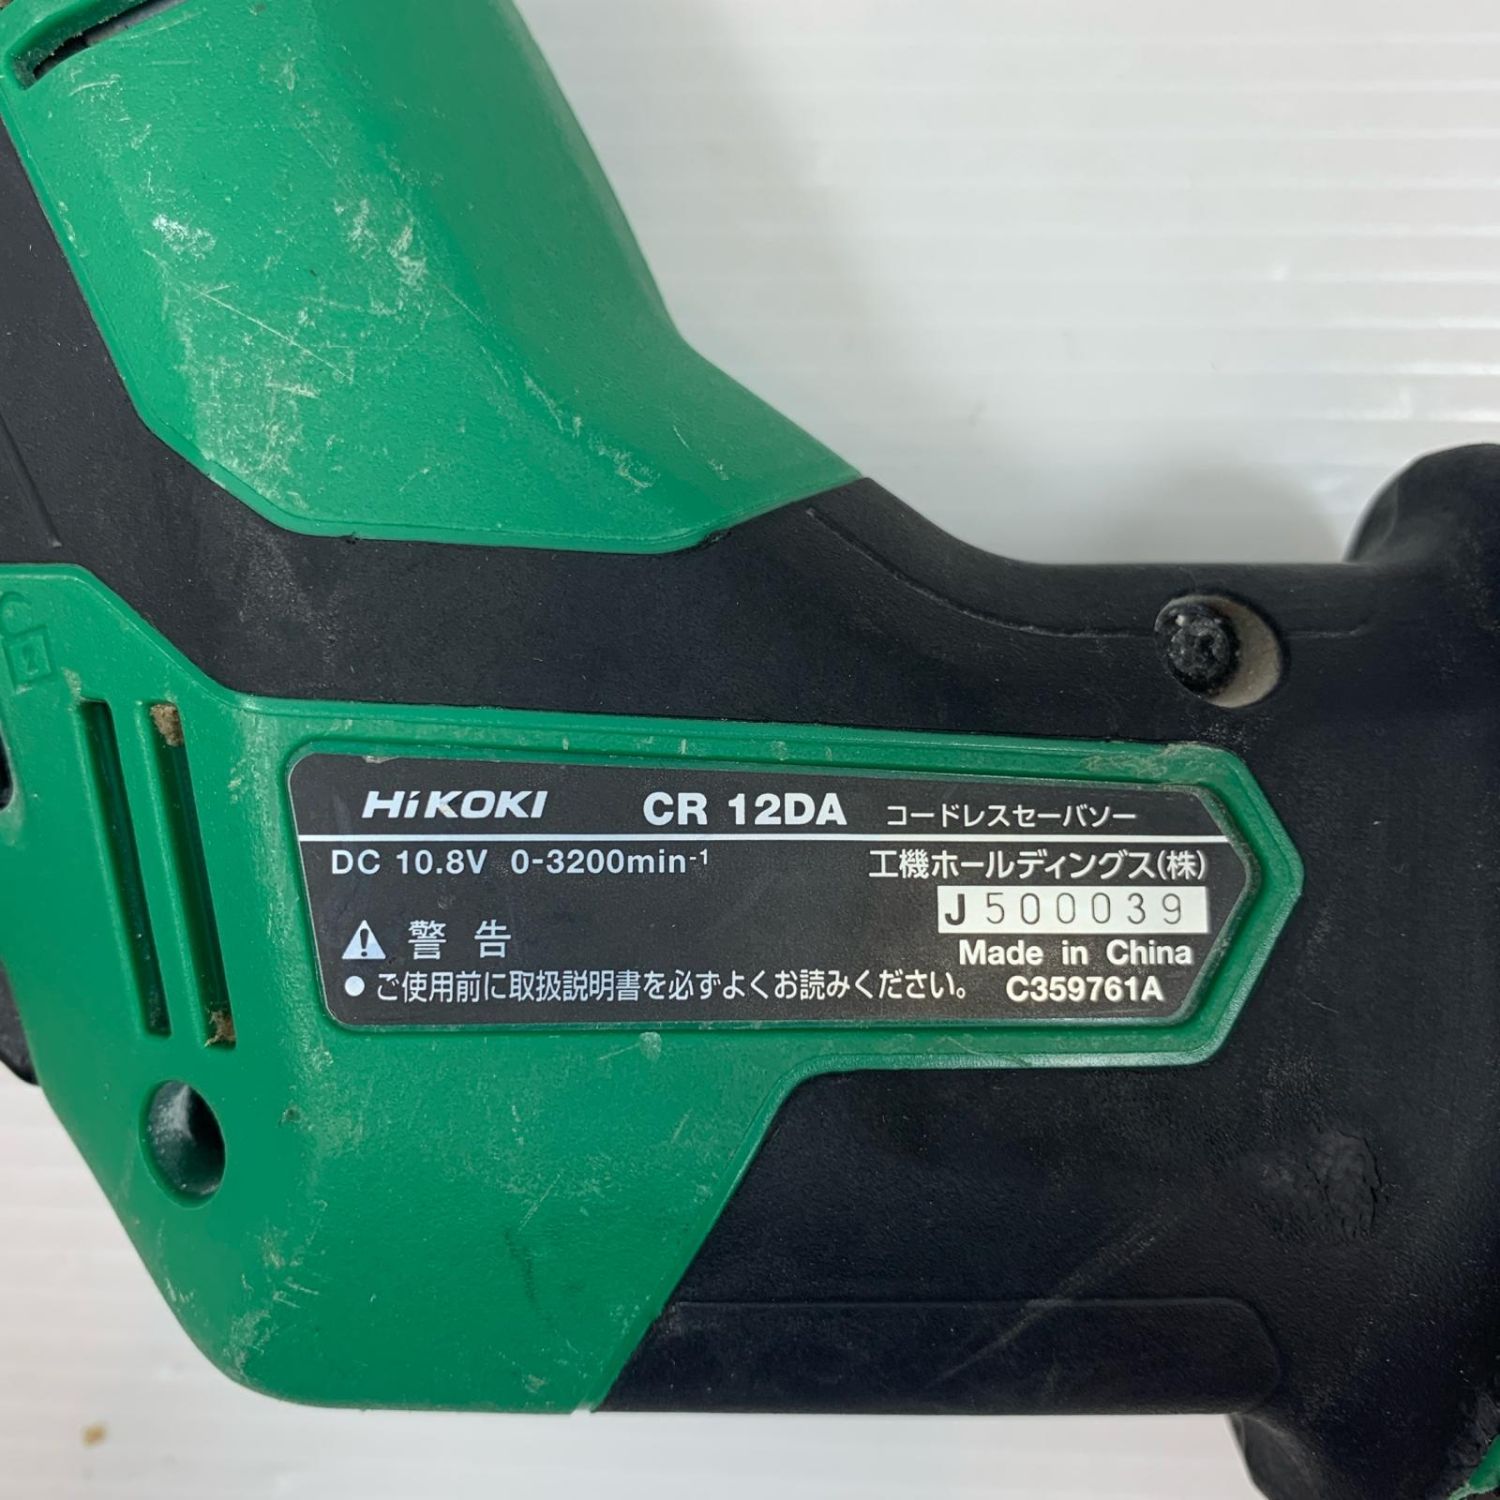 HiKOKI CR 12DA コードレスセーバソー
DC 10.8V 0-3200min-1 工機ホールディングス(株)
J500039
警告 Made in China
●ご使用前に取扱説明書を必ずよくお読みください。 C359761A